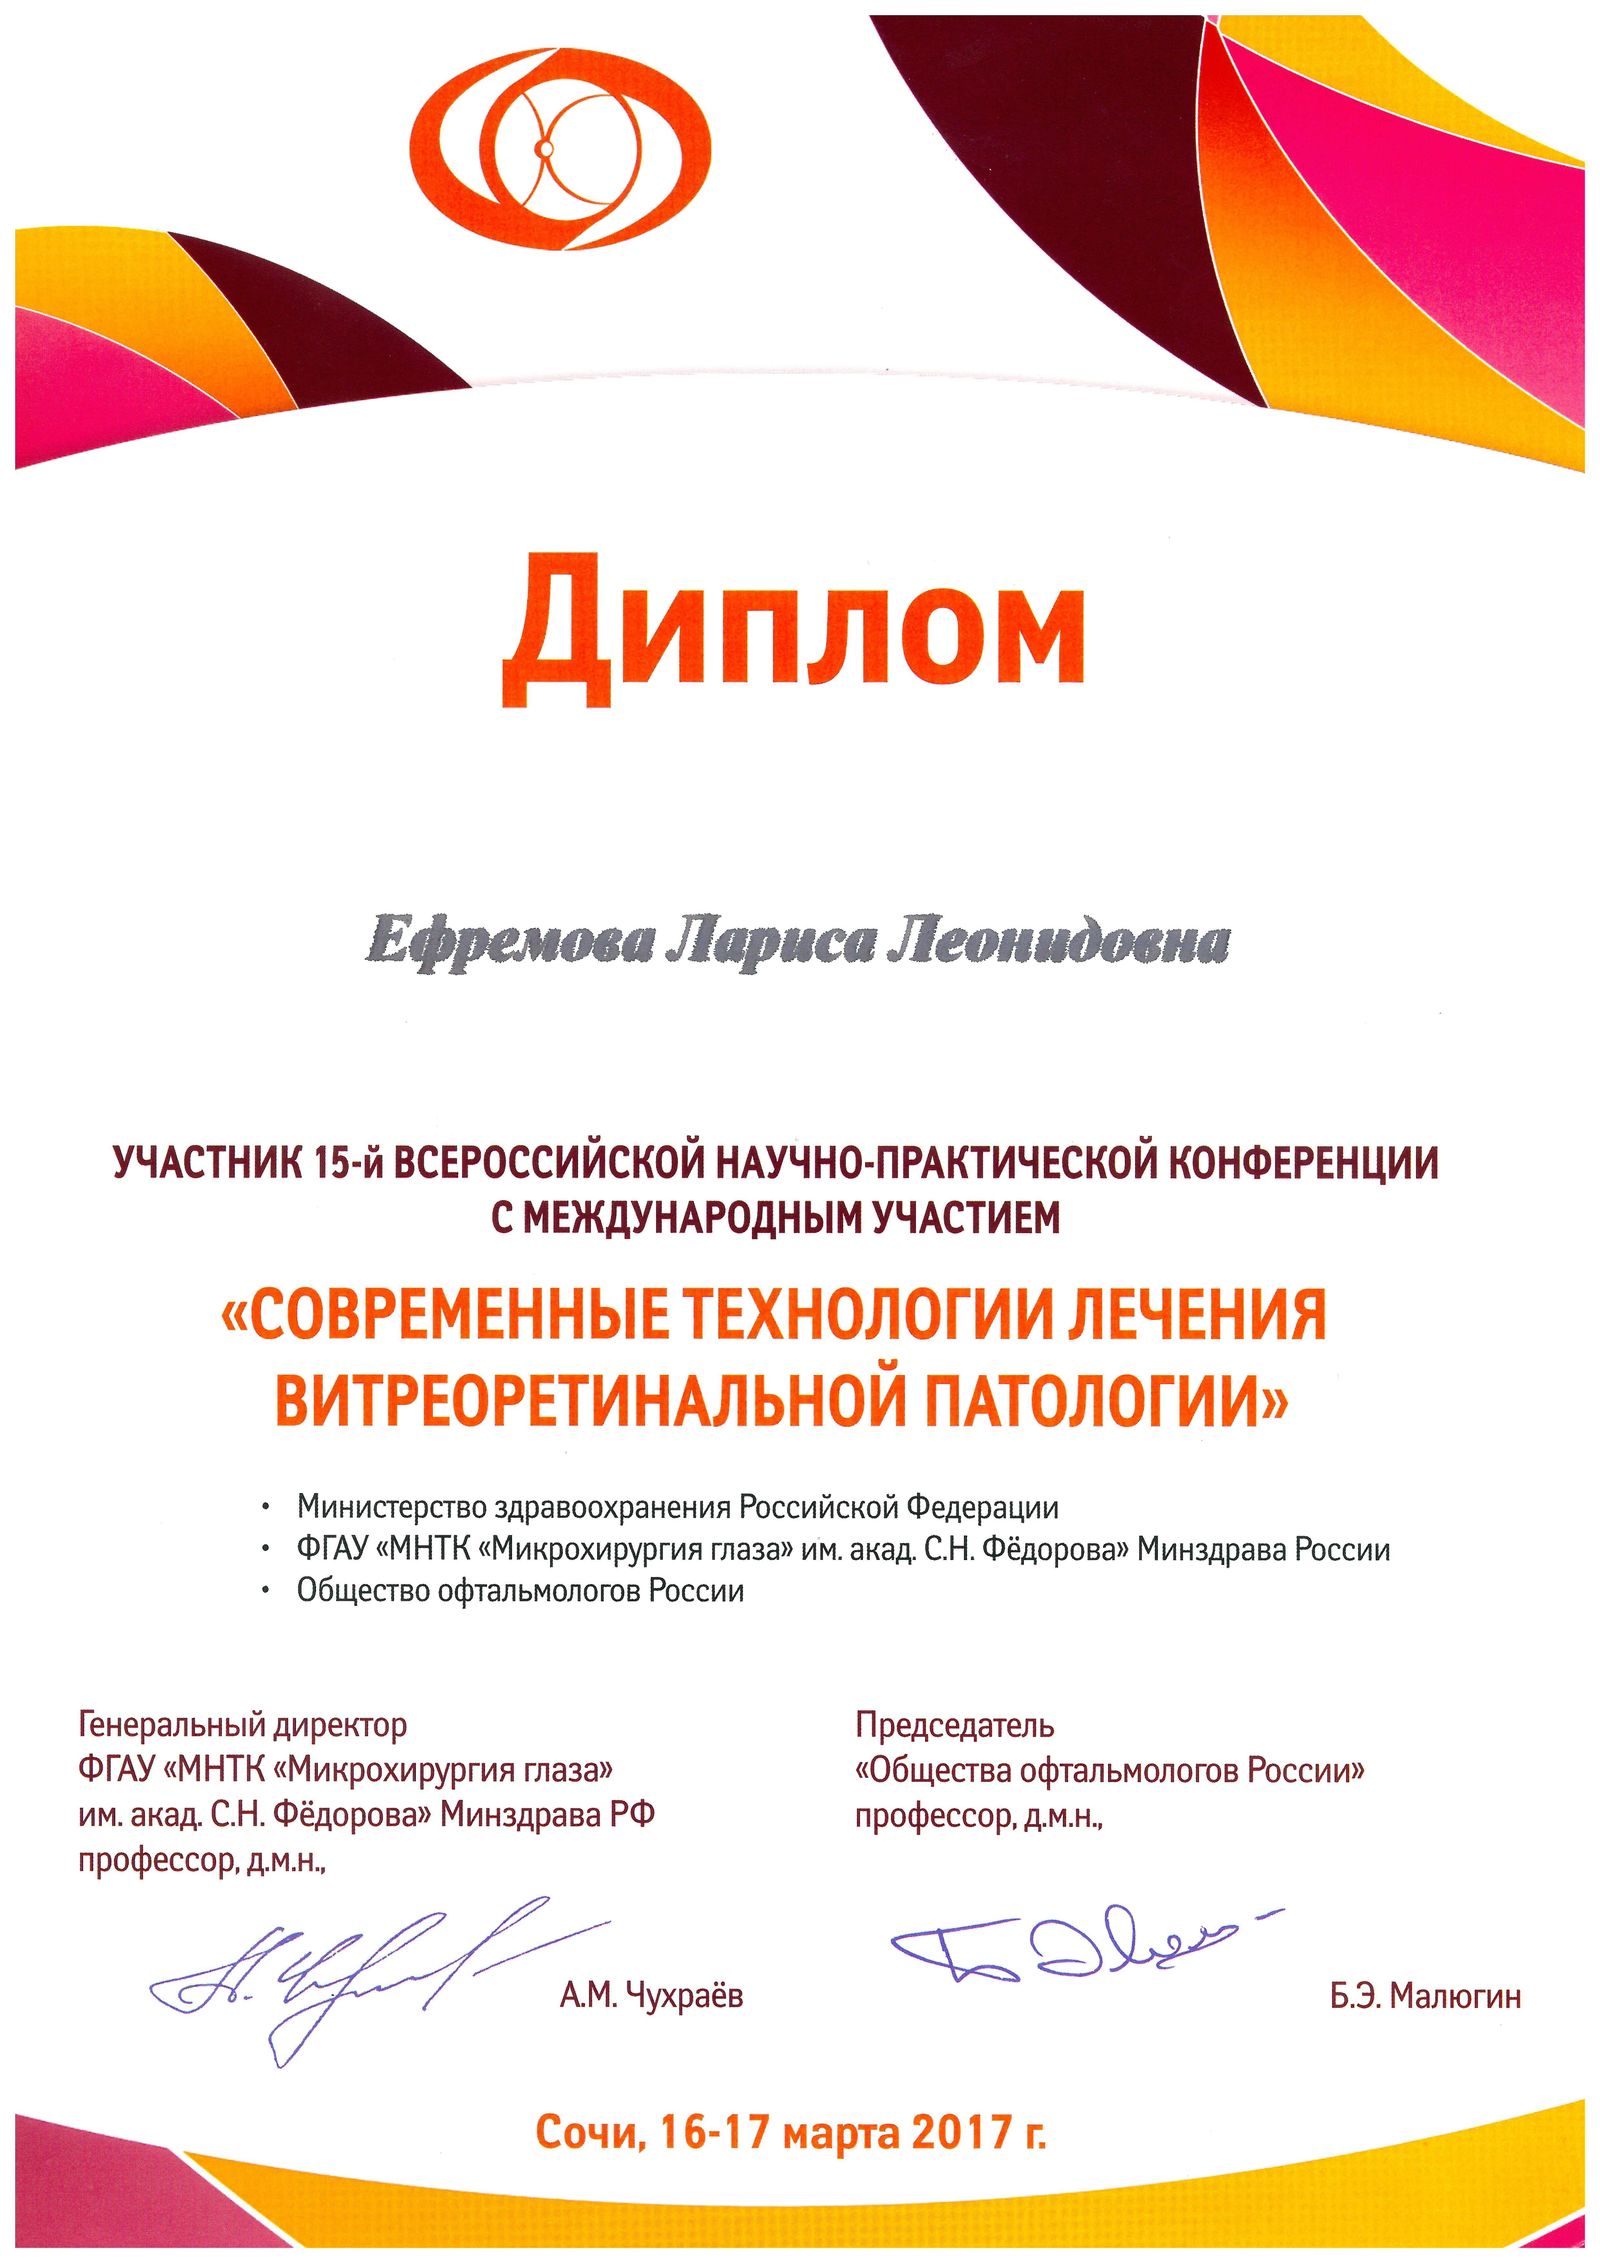 Диплом
Ефремова Лариса Леонидовна
УЧАСТНИК 15-й ВСЕРОССИЙСКОЙ НАУЧНО-ПРАКТИЧЕСКОЙ КОНФЕРЕНЦИИ
С МЕЖДУНАРОДНЫМ УЧАСТИЕМ
«СОВРЕМЕННЫЕ ТЕХНОЛОГИИ ЛЕЧЕНИЯ
ВИТРЕОРЕТИНАЛЬНОЙ ПАТОЛОГИИ»
• Министерство здравоохранения Российской Федерации
• ФГАУ «МНТК «Микрохирургия глаза» им. акад. С.Н. Фёдорова» Минздрава России
• Общество офтальмологов России
Генеральный директор
ФГАУ «МНТК «Микрохирургия глаза»
им. акад. С.Н. Фёдорова» Минздрава РФ
профессор, д.м.н.,
А.М. Чухраёв
Председатель
«Общества офтальмологов России»
профессор, д.м.н.,
Б.Э. Малюгин
Сочи, 16-17 марта 2017 г.